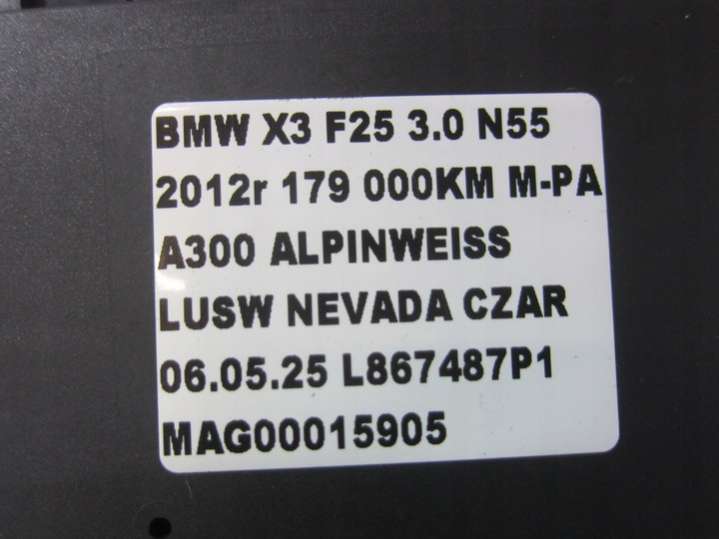 BMW X3 F25 3.0 N55
2012r 179 000KM M-PA
A300 ALPINWEISS
LUSW NEVADA CZAR
06.05.25 L867487P1
MAG00015905